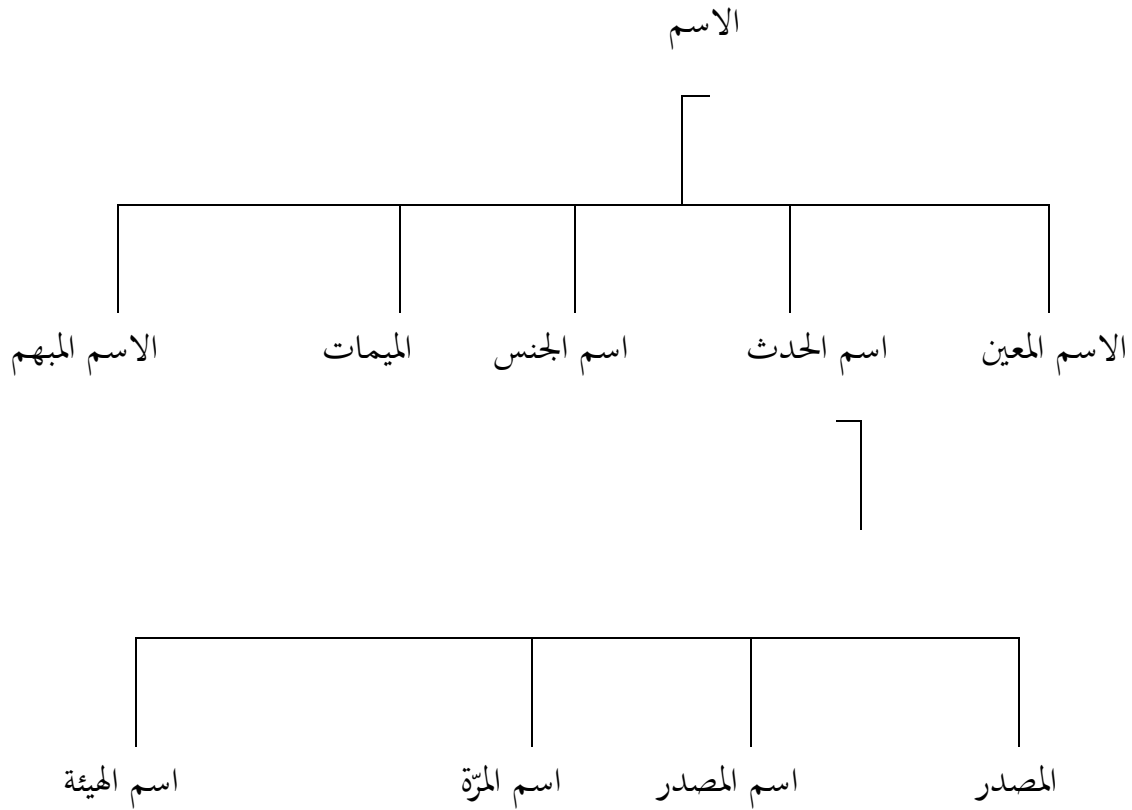 الاسم
الاسم المعين اسم الحدث اسم الجنس الميمات الاسم المبهم
المصدر اسم المصدر اسم المرّة اسم الهيئة